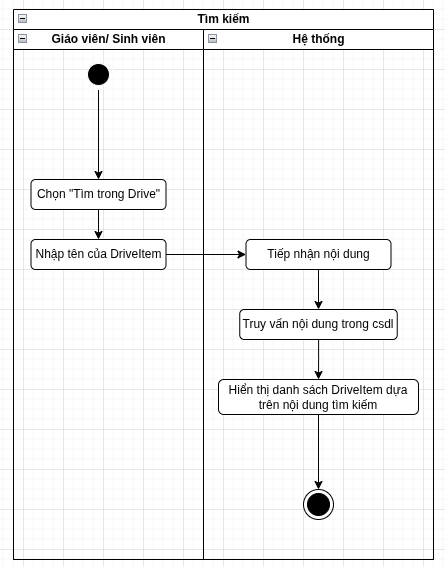 Tìm kiếm
Giáo viên/ Sinh viên
Hệ thống
Chọn "Tìm trong Drive"
Nhập tên của DriveItem
Tiếp nhận nội dung
Truy vấn nội dung trong csdl
Hiển thị danh sách DriveItem dựa
trên nội dung tìm kiếm